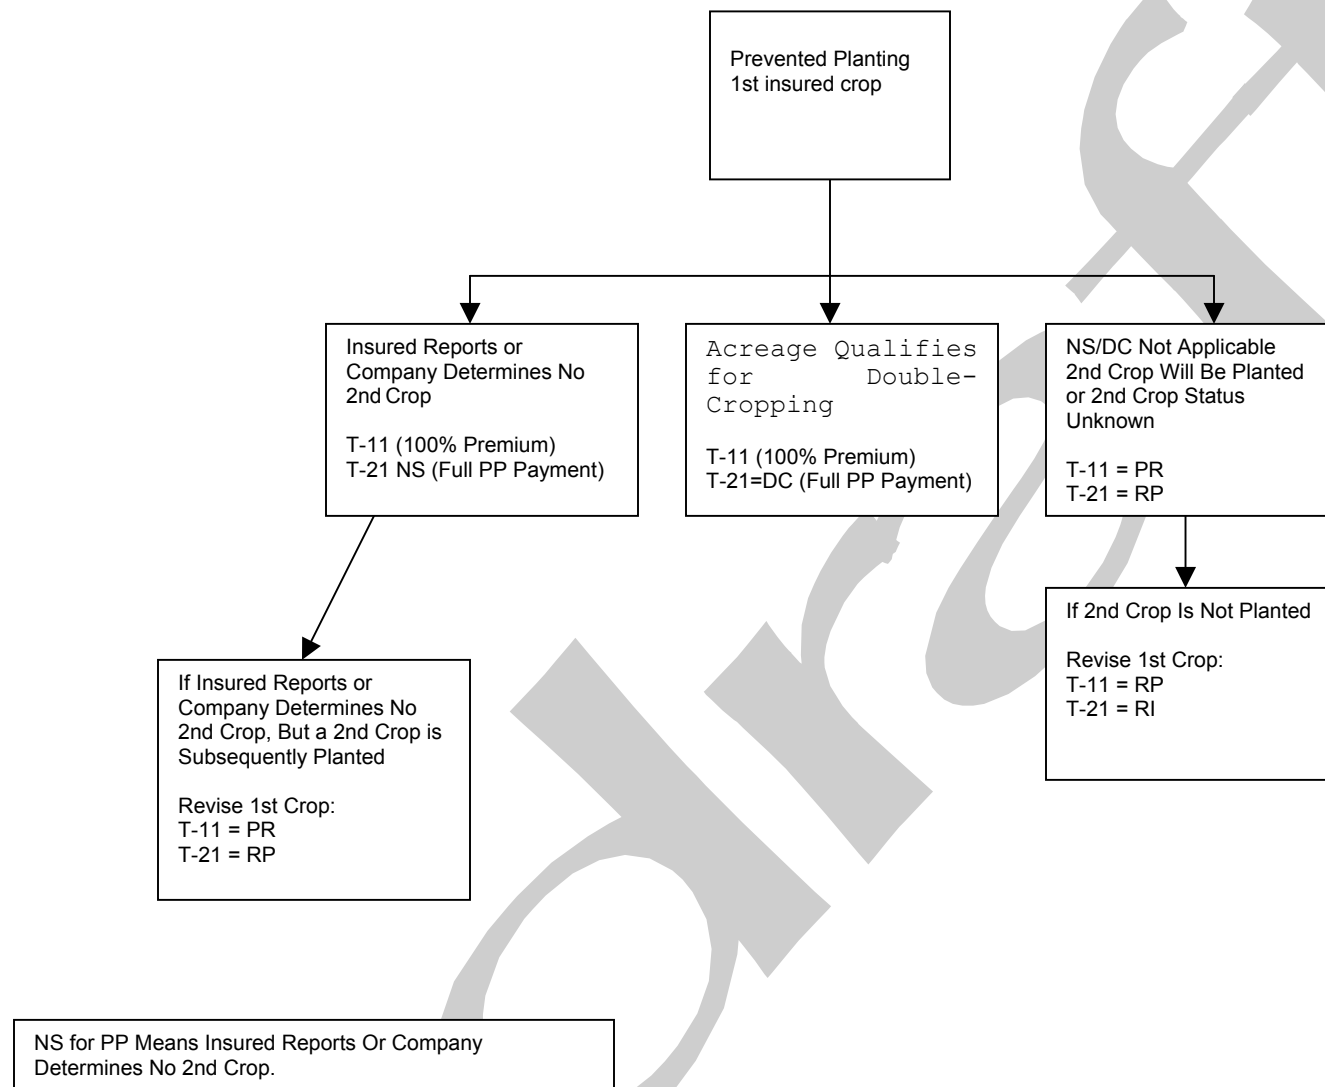 Prevented Planting
1st insured crop
Insured Reports or
Company Determines No
2nd Crop
T-11 (100% Premium)
T-21 NS (Full PP Payment)
Acreage Qualifies
for Double-
Cropping
T-11 (100% Premium)
T-21=DC (Full PP Payment)
NS/DC Not Applicable
2nd Crop Will Be Planted
or 2nd Crop Status
Unknown
T-11 = PR
T-21 = RP
If Insured Reports or
Company Determines No
2nd Crop, But a 2nd Crop is
Subsequently Planted
Revise 1st Crop:
T-11 = PR
T-21 = RP
If 2nd Crop Is Not Planted
Revise 1st Crop:
T-11 = RP
T-21 = RI
NS for PP Means Insured Reports Or Company
Determines No 2nd Crop.
draft